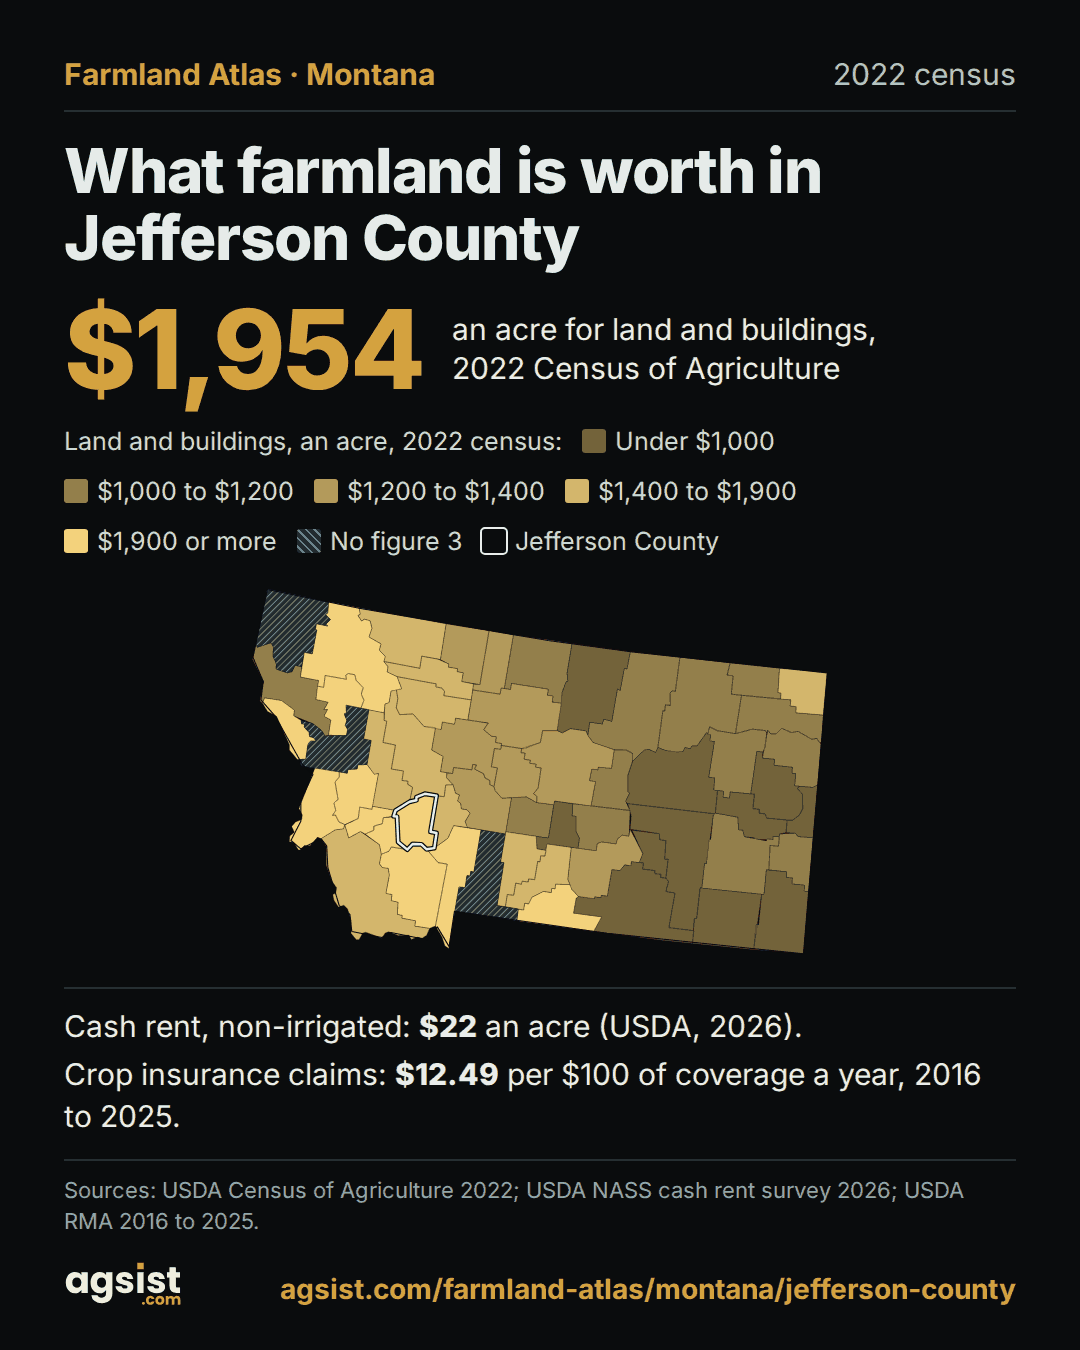 Farmland Atlas · Montana
2022 census
What farmland is worth in
Jefferson County
$1,954
an acre for land and buildings,
2022 Census of Agriculture
Land and buildings, an acre, 2022 census: Under $1,000
$1,000 to $1,200 $1,200 to $1,400 $1,400 to $1,900
$1,900 or more No figure 3 Jefferson County
Cash rent, non-irrigated: $22 an acre (USDA, 2026).
Crop insurance claims: $12.49 per $100 of coverage a year, 2016
to 2025.
Sources: USDA Census of Agriculture 2022; USDA NASS cash rent survey 2026; USDA
RMA 2016 to 2025.
agsist
.com
agsist.com/farmland-atlas/montana/jefferson-county